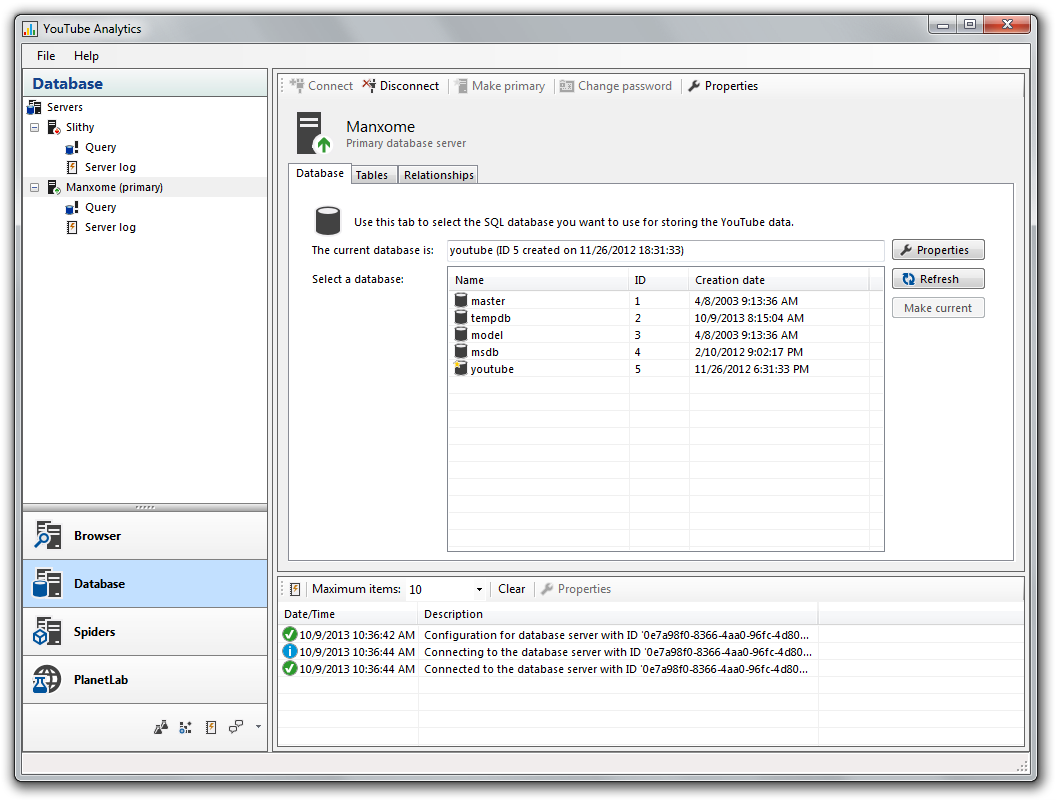 YouTube Analytics
File Help
Database
Servers
Slithy
Query
Server log
Manxome (primary)
Query
Server log
Browser
Database
Spiders
PlanetLab
Connect Disconnect Make primary Change password Properties
Manxome
Primary database server
Database Tables Relationships
Use this tab to select the SQL database you want to use for storing the YouTube data.
The current database is: youtube (ID 5 created on 11/26/2012 18:31:33) Properties
Select a database: Refresh
Make current
Name ID Creation date
master 1 4/8/2003 9:13:36 AM
tempdb 2 10/9/2013 8:15:04 AM
model 3 4/8/2003 9:13:36 AM
msdb 4 2/10/2012 9:02:17 PM
youtube 5 11/26/2012 6:31:33 PM
Maximum items: 10 Clear Properties
Date/Time Description
10/9/2013 10:36:42 AM Configuration for database server with ID '0e7a98f0-8366-4aa0-96fc-4d80...
10/9/2013 10:36:44 AM Connecting to the database server with ID '0e7a98f0-8366-4aa0-96fc-4d80...
10/9/2013 10:36:44 AM Connected to the database server with ID '0e7a98f0-8366-4aa0-96fc-4d80...